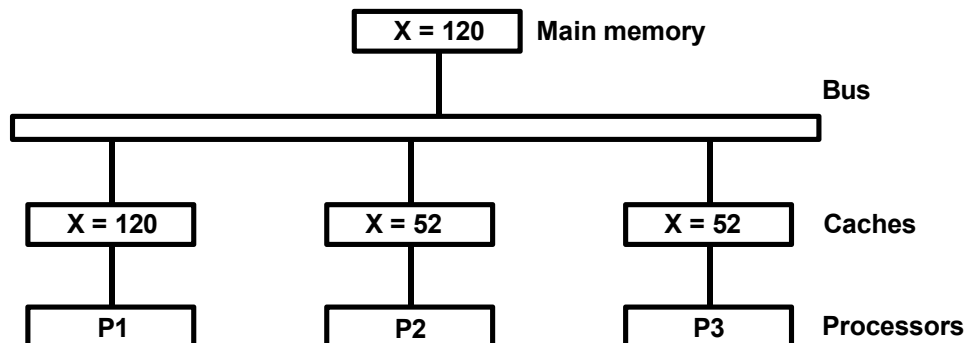 X = 120 Main memory
Bus
X = 120 X = 52 X = 52 Caches
P1 P2 P3 Processors